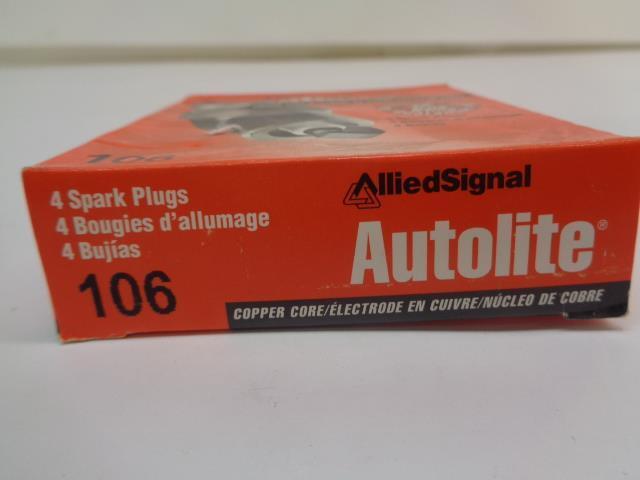 106
4 Spark Plugs
4 Bougies d'allumage
4 Bujías
106
AlliedSignal
Autolite®
COPPER CORE/ÉLECTRODE EN CUIVRE/NÚCLEO DE COBRE